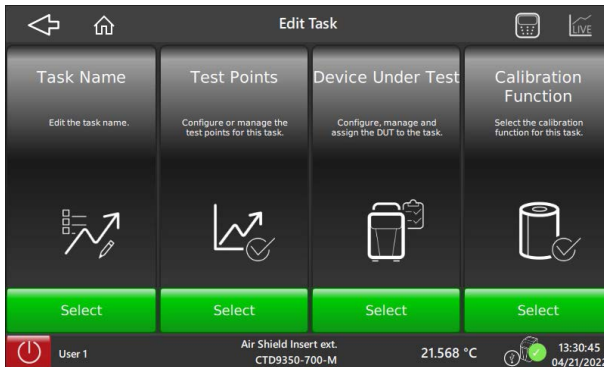 Edit Task
LIVE
Task Name
Edit the task name.
Select
Test Points
Configure or manage the
test points for this task.
Select
Device Under Test
Configure, manage and
assign the DUT to the task.
Select
Calibration
Function
Select the calibration
function for this task.
Select
User 1
Air Shield Insert ext.
CTD9350-700-M
21.568 °C
13:30:45
04/21/2022